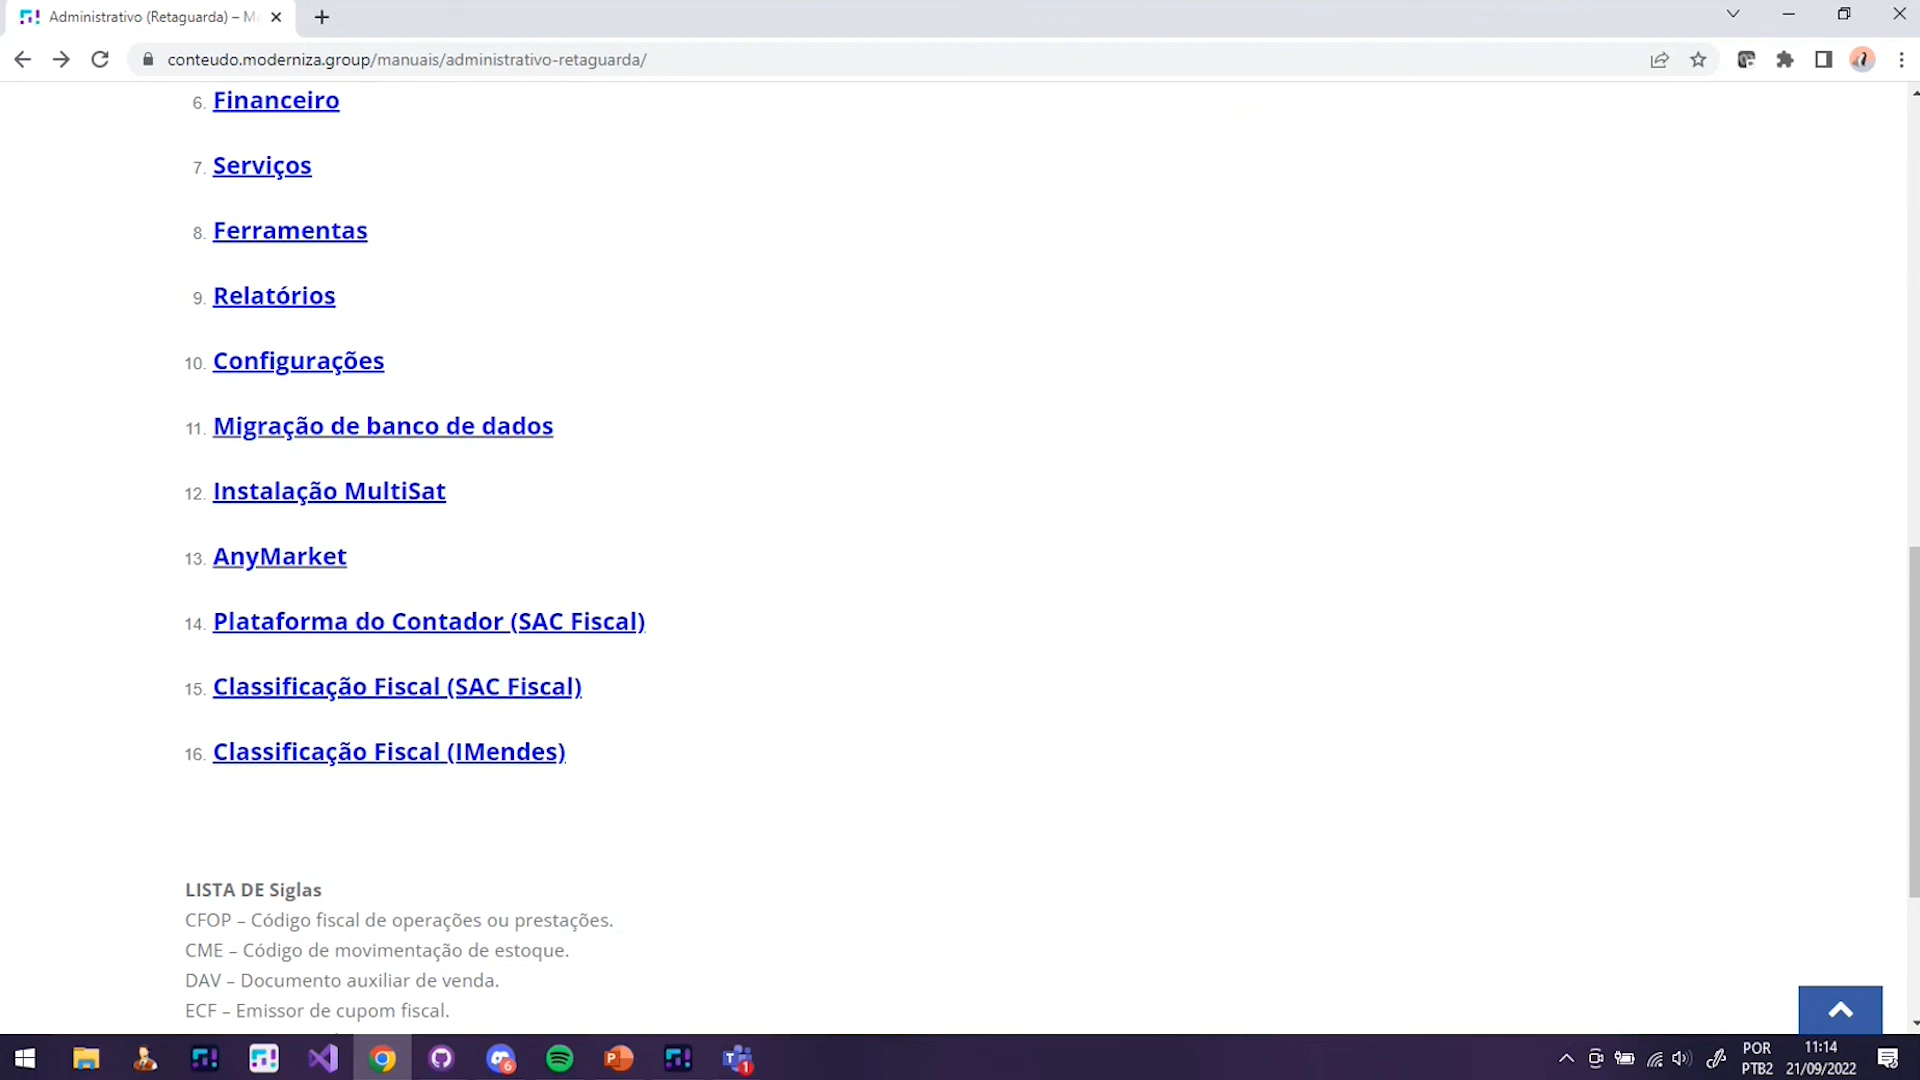 Administrativo (Retaguarda) – M
conteudo.moderniza.group/manuais/administrativo-retaguarda/
6. Financeiro
7. Serviços
8. Ferramentas
9. Relatórios
10. Configurações
11. Migração de banco de dados
12. Instalação MultiSat
13. AnyMarket
14. Plataforma do Contador (SAC Fiscal)
15. Classificação Fiscal (SAC Fiscal)
16. Classificação Fiscal (IMendes)
LISTA DE Siglas
CFOP – Código fiscal de operações ou prestações.
CME – Código de movimentação de estoque.
DAV – Documento auxiliar de venda.
ECF – Emissor de cupom fiscal.
6
1
POR
PTB2
11:14
21/09/2022